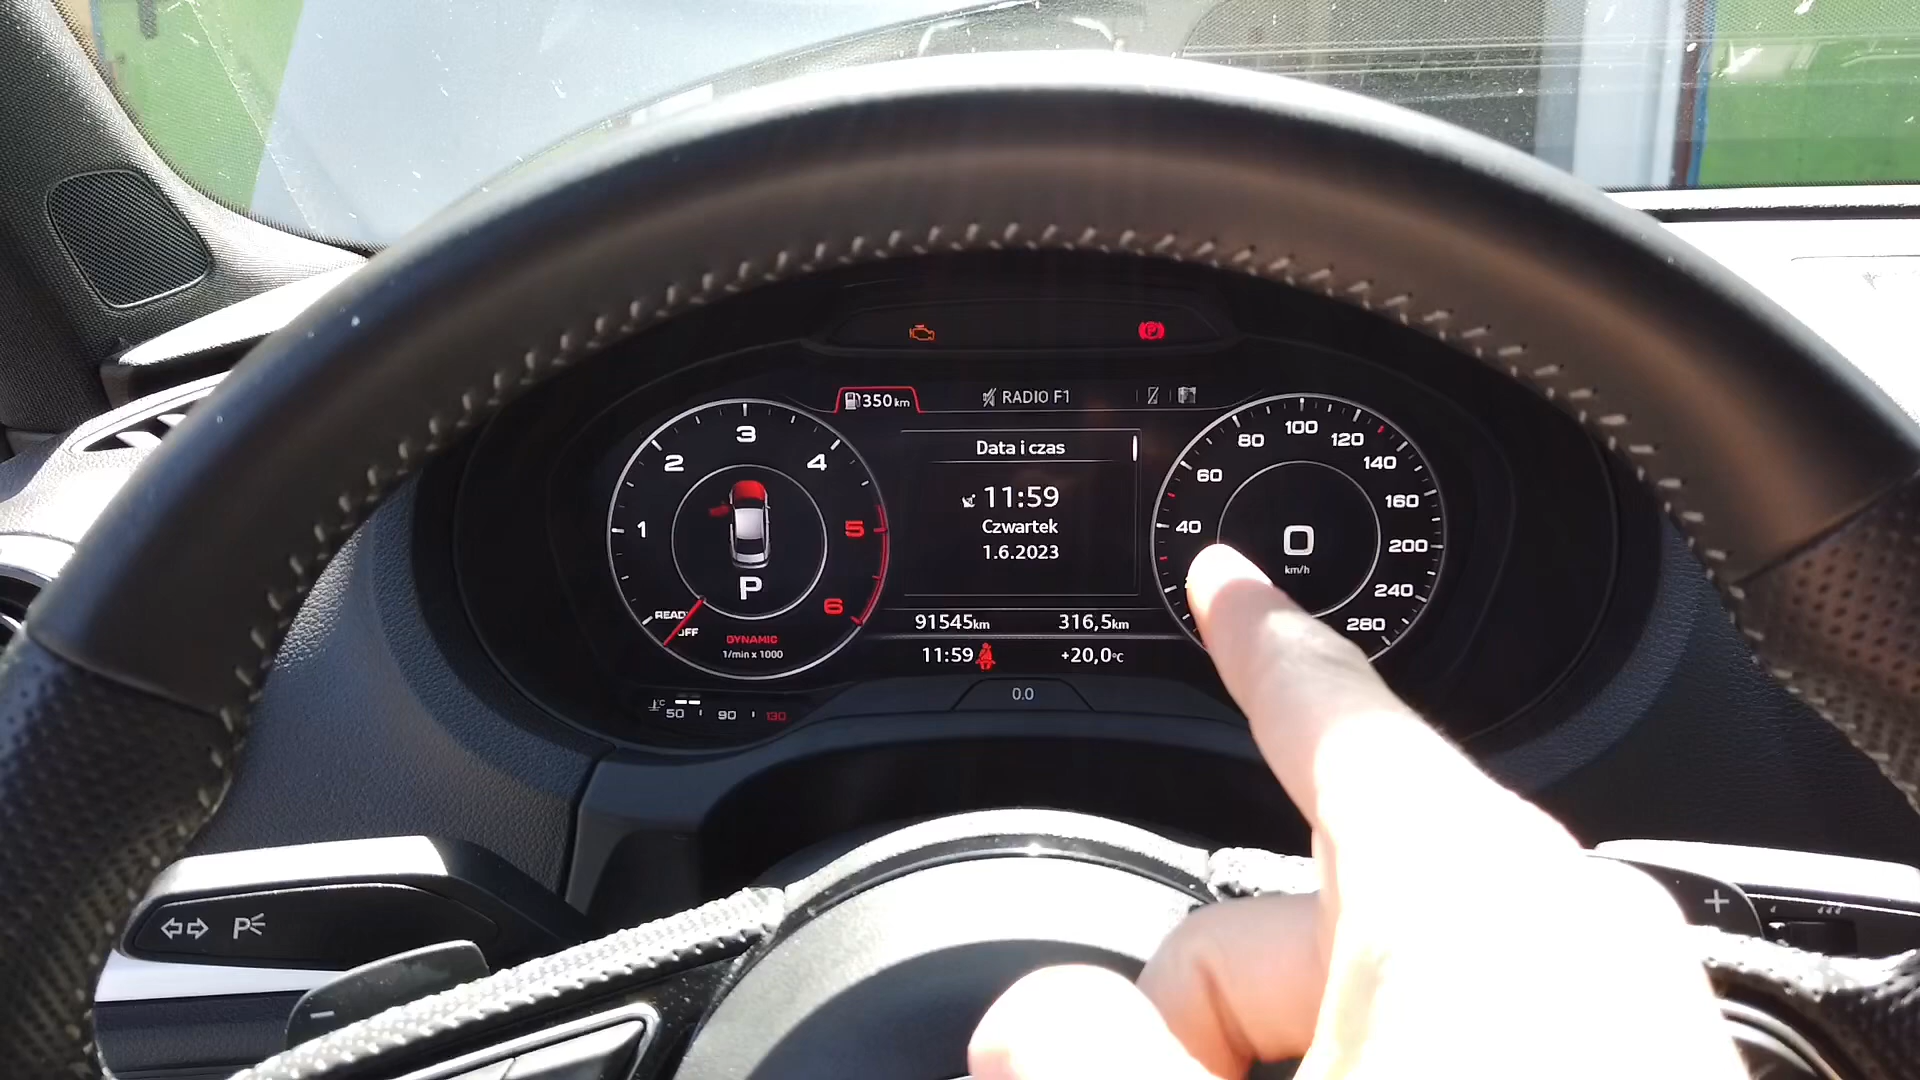 350km
RADIO F1
Data i czas
11:59
Czwartek
1.6.2023
91545km
316,5km
11:59
+20,0°C
0.0
1
2
3
4
5
6
P
READY
OFF
DYNAMIC
1/min x 1000
°C
50
90
130
40
60
80
100
120
140
160
200
240
280
0
km/h
P
P
+
−